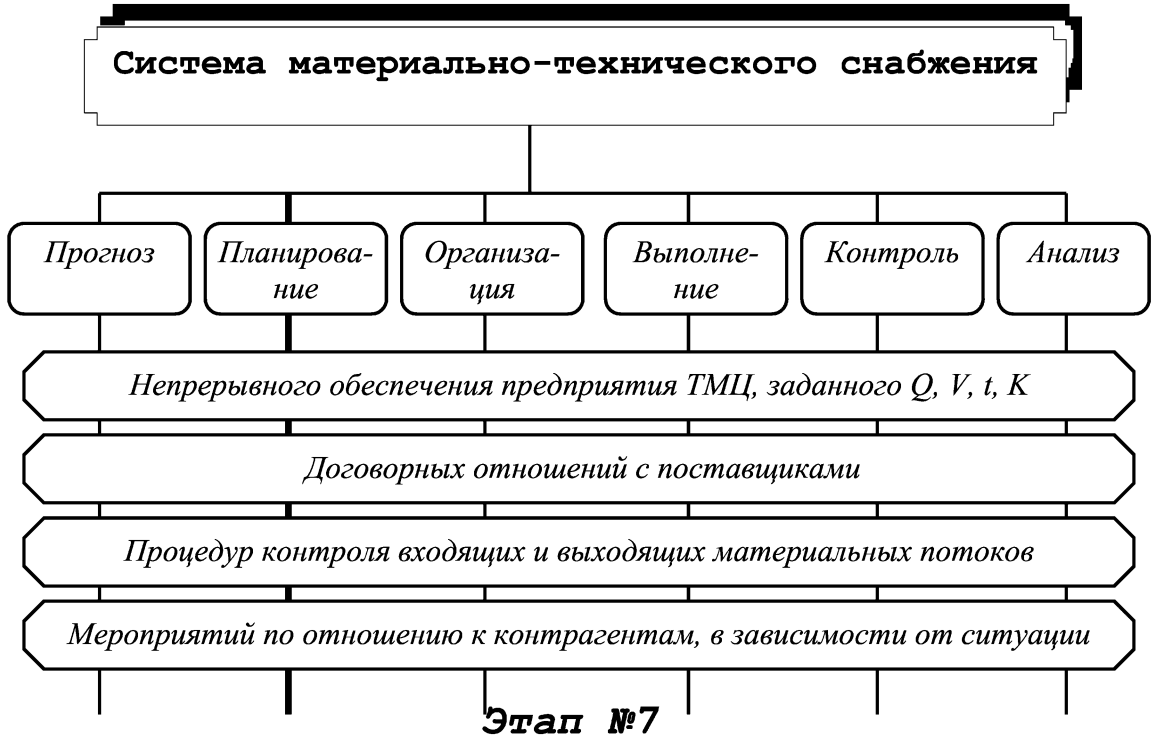 Система материально-технического снабжения
Прогноз
Планирова-
ние
Организа-
ция
Выполне-
ние
Контроль
Анализ
Непрерывного обеспечения предприятия ТМЦ, заданного Q, V, t, K
Договорных отношений с поставщиками
Процедур контроля входящих и выходящих материальных потоков
Мероприятий по отношению к контрагентам, в зависимости от ситуации
Этап №7